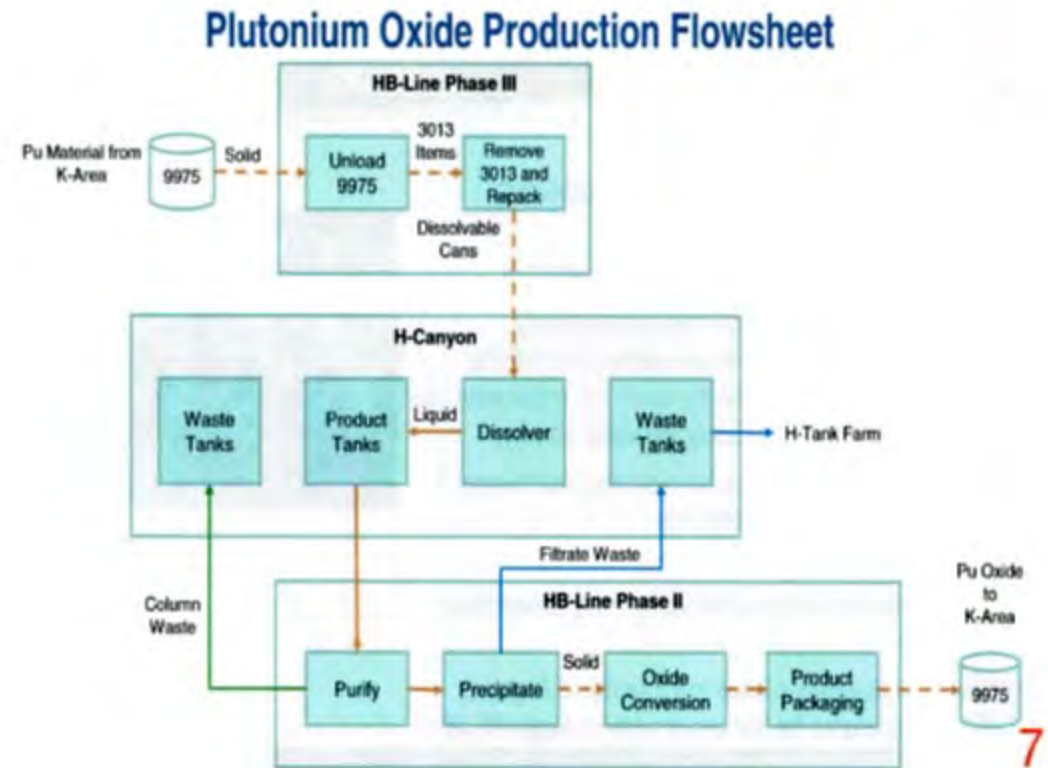 Plutonium Oxide Production Flowsheet
HB-Line Phase III
Pu Material from
K-Area
9975
Solid
Unload
9975
3013
Items
Remove
3013 and
Repack
Dissolvable
Cans
H-Canyon
Waste
Tanks
Product
Tanks
Liquid
Dissolver
Waste
Tanks
H-Tank Farm
Filtrate Waste
Column
Waste
HB-Line Phase II
Purify
Precipitate
Solid
Oxide
Conversion
Product
Packaging
Pu Oxide
to
K-Area
9975
7